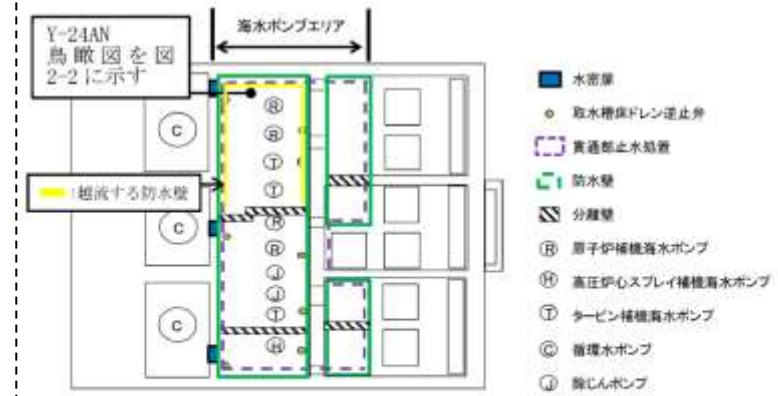 海水ポンプエリア
Y-24AN
鳥瞰図を図
2-2に示す
:越流する防水壁
C
C
C
R
R
T
T
R
R
J
J
T
H
水密扉
取水槽床ドレン逆止弁
貫通部止水処置
防水壁
分離壁
Ⓡ 原子炉補機海水ポンプ
Ⓗ 高圧炉心スプレイ補機海水ポンプ
Ⓣ タービン補機海水ポンプ
Ⓒ 循環水ポンプ
Ⓙ 除じんポンプ